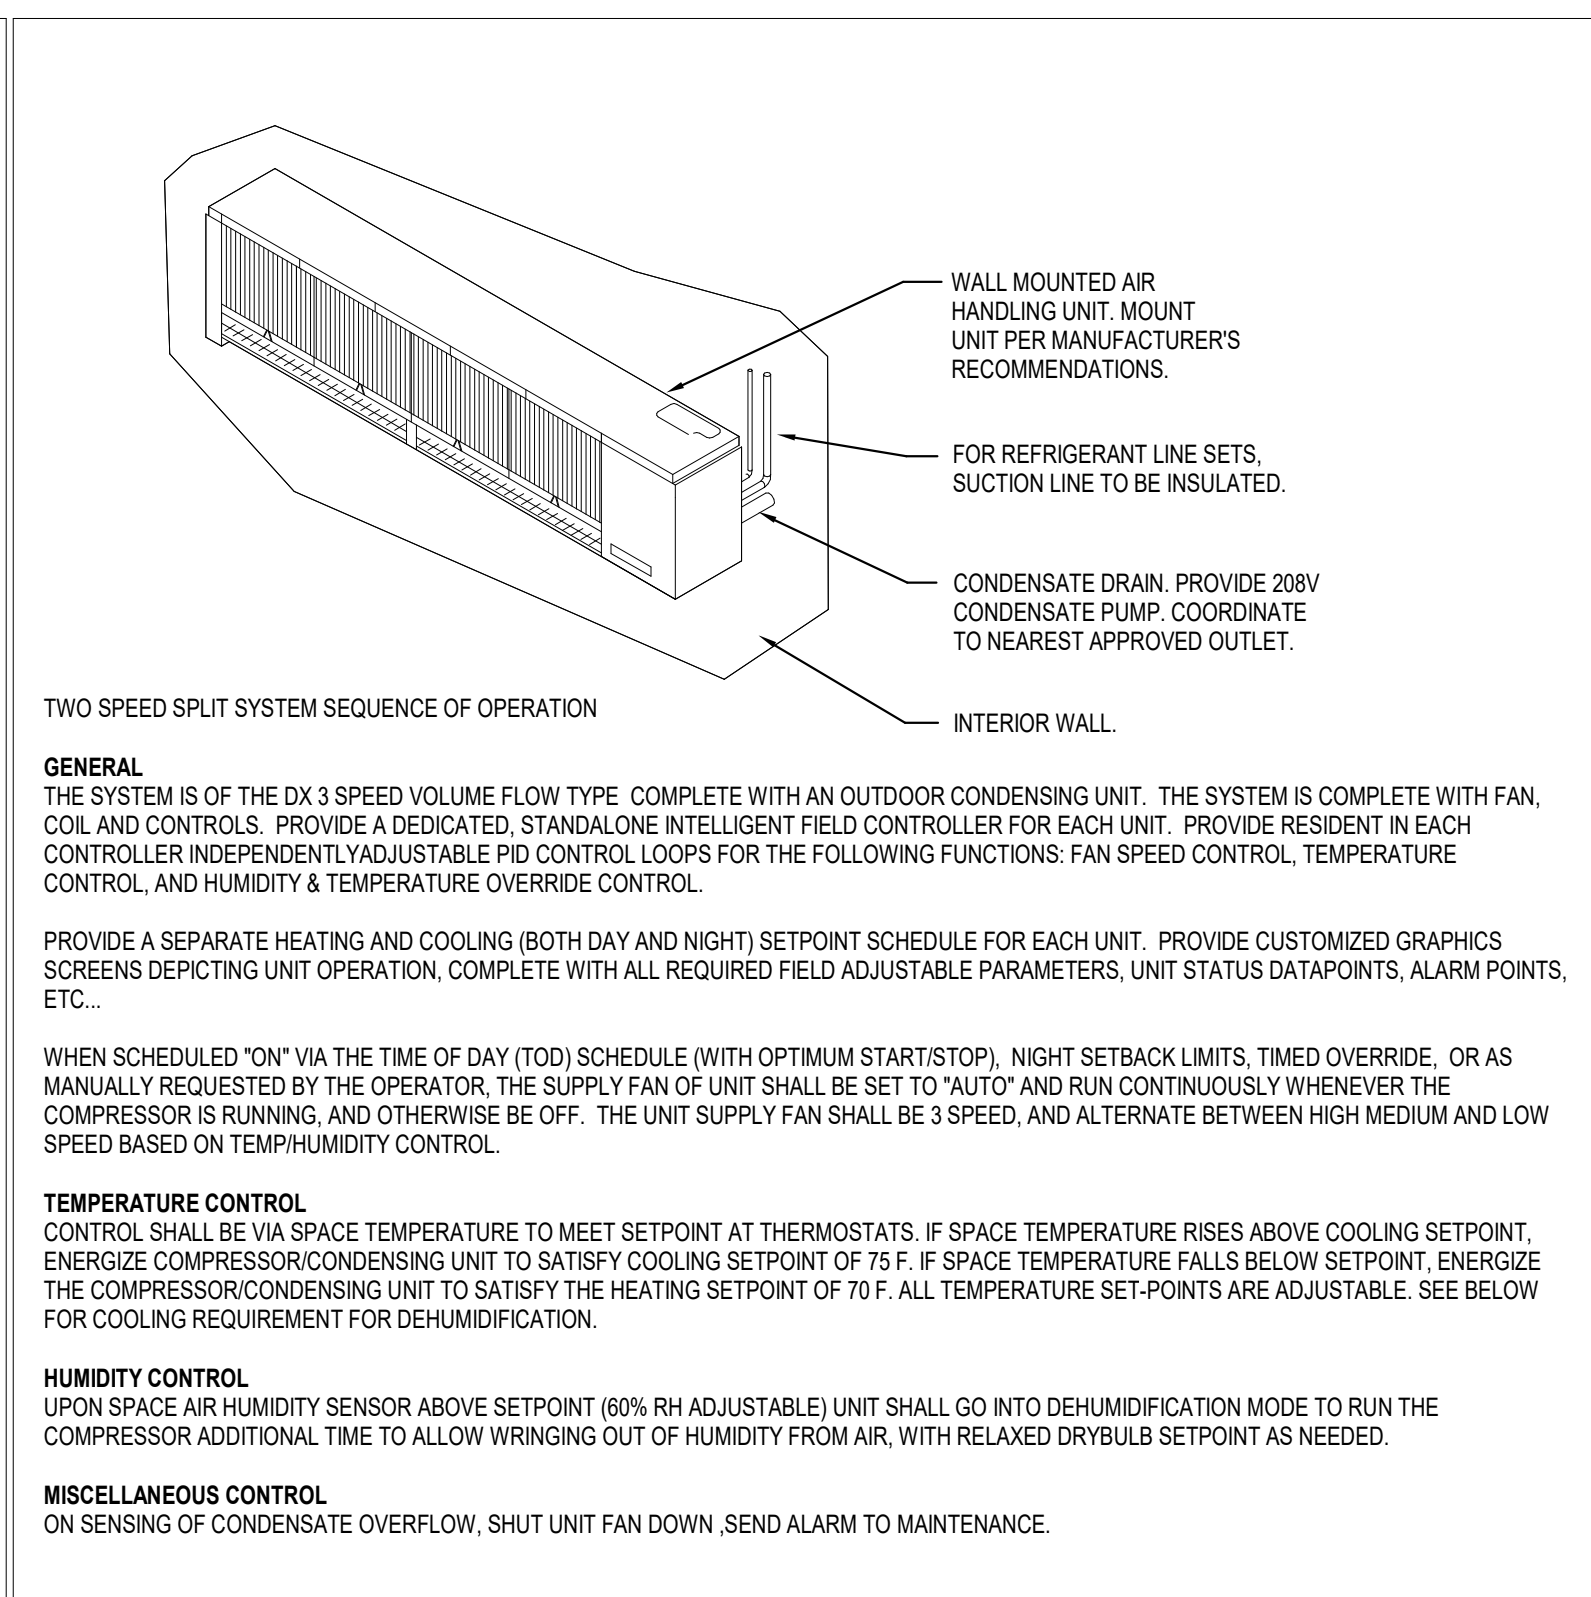 WALL MOUNTED AIR
HANDLING UNIT. MOUNT
UNIT PER MANUFACTURER'S
RECOMMENDATIONS.
FOR REFRIGERANT LINE SETS,
SUCTION LINE TO BE INSULATED.
CONDENSATE DRAIN. PROVIDE 208V
CONDENSATE PUMP. COORDINATE
TO NEAREST APPROVED OUTLET.
INTERIOR WALL.
TWO SPEED SPLIT SYSTEM SEQUENCE OF OPERATION
GENERAL
THE SYSTEM IS OF THE DX 3 SPEED VOLUME FLOW TYPE  COMPLETE WITH AN OUTDOOR CONDENSING UNIT.  THE SYSTEM IS COMPLETE WITH FAN,
COIL AND CONTROLS.  PROVIDE A DEDICATED, STANDALONE INTELLIGENT FIELD CONTROLLER FOR EACH UNIT.  PROVIDE RESIDENT IN EACH
CONTROLLER INDEPENDENTLYADJUSTABLE PID CONTROL LOOPS FOR THE FOLLOWING FUNCTIONS: FAN SPEED CONTROL, TEMPERATURE
CONTROL, AND HUMIDITY & TEMPERATURE OVERRIDE CONTROL.
PROVIDE A SEPARATE HEATING AND COOLING (BOTH DAY AND NIGHT) SETPOINT SCHEDULE FOR EACH UNIT.  PROVIDE CUSTOMIZED GRAPHICS
SCREENS DEPICTING UNIT OPERATION, COMPLETE WITH ALL REQUIRED FIELD ADJUSTABLE PARAMETERS, UNIT STATUS DATAPOINTS, ALARM POINTS,
ETC...
WHEN SCHEDULED "ON" VIA THE TIME OF DAY (TOD) SCHEDULE (WITH OPTIMUM START/STOP),  NIGHT SETBACK LIMITS, TIMED OVERRIDE,  OR AS
MANUALLY REQUESTED BY THE OPERATOR, THE SUPPLY FAN OF UNIT SHALL BE SET TO "AUTO" AND RUN CONTINUOUSLY WHENEVER THE
COMPRESSOR IS RUNNING, AND OTHERWISE BE OFF.  THE UNIT SUPPLY FAN SHALL BE 3 SPEED, AND ALTERNATE BETWEEN HIGH MEDIUM AND LOW
SPEED BASED ON TEMP/HUMIDITY CONTROL.
TEMPERATURE CONTROL
CONTROL SHALL BE VIA SPACE TEMPERATURE TO MEET SETPOINT AT THERMOSTATS. IF SPACE TEMPERATURE RISES ABOVE COOLING SETPOINT,
ENERGIZE COMPRESSOR/CONDENSING UNIT TO SATISFY COOLING SETPOINT OF 75 F. IF SPACE TEMPERATURE FALLS BELOW SETPOINT, ENERGIZE
THE COMPRESSOR/CONDENSING UNIT TO SATISFY THE HEATING SETPOINT OF 70 F. ALL TEMPERATURE SET-POINTS ARE ADJUSTABLE. SEE BELOW
FOR COOLING REQUIREMENT FOR DEHUMIDIFICATION.
HUMIDITY CONTROL
UPON SPACE AIR HUMIDITY SENSOR ABOVE SETPOINT (60% RH ADJUSTABLE) UNIT SHALL GO INTO DEHUMIDIFICATION MODE TO RUN THE
COMPRESSOR ADDITIONAL TIME TO ALLOW WRINGING OUT OF HUMIDITY FROM AIR, WITH RELAXED DRYBULB SETPOINT AS NEEDED.
MISCELLANEOUS CONTROL
ON SENSING OF CONDENSATE OVERFLOW, SHUT UNIT FAN DOWN ,SEND ALARM TO MAINTENANCE.